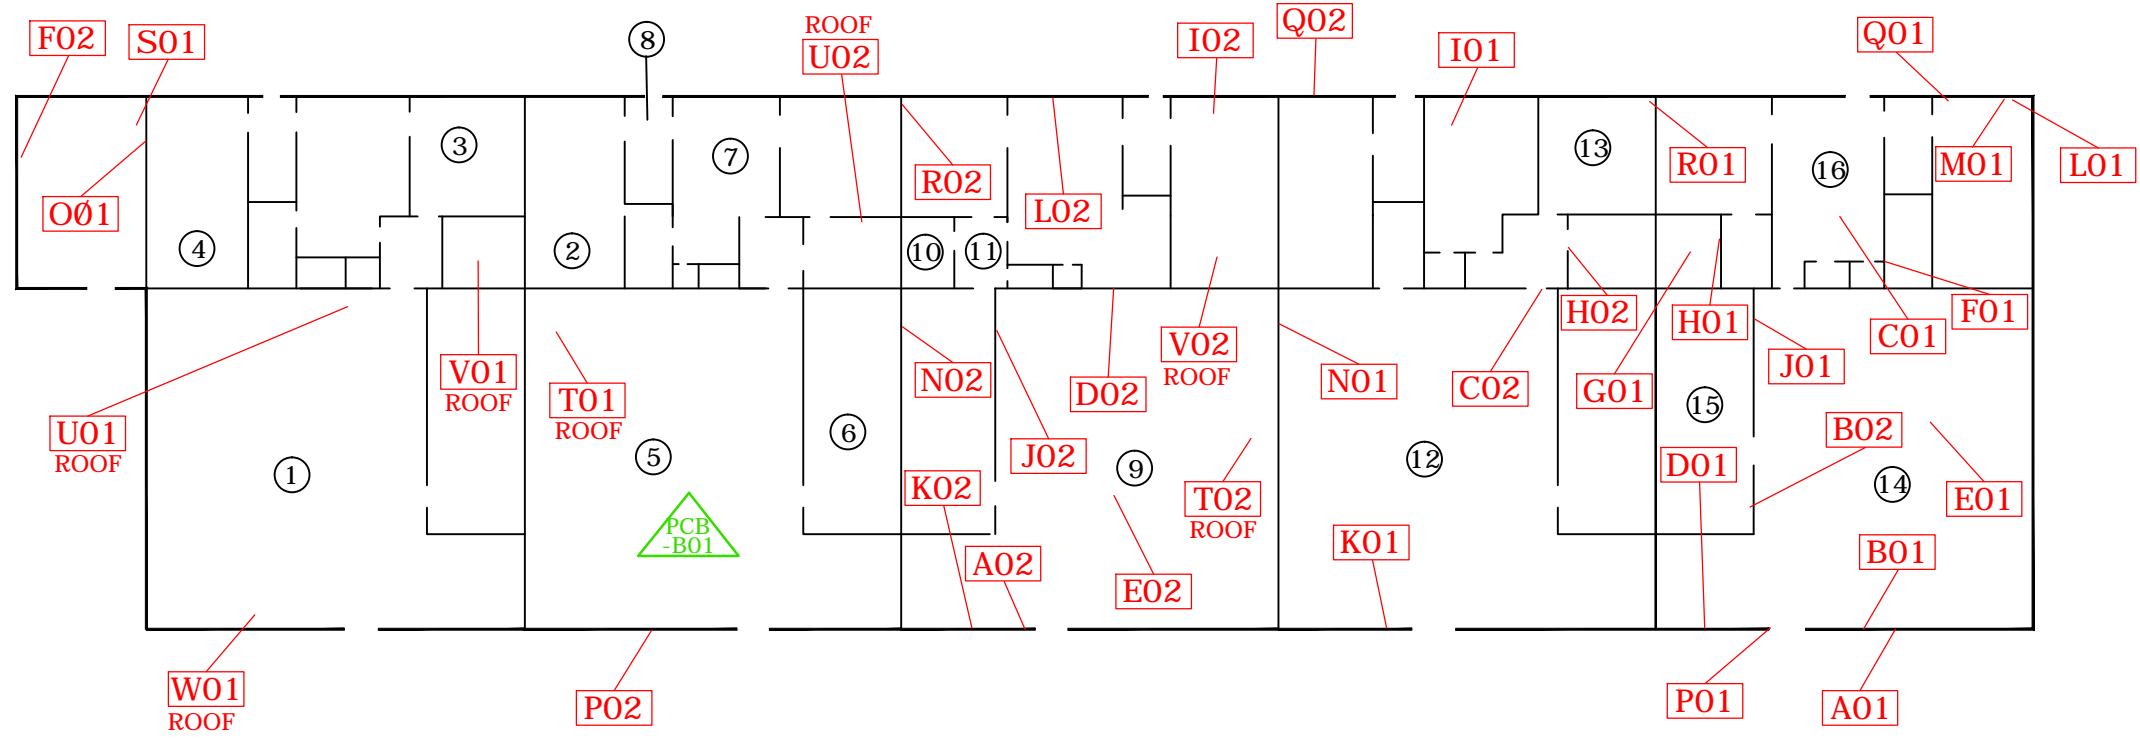 ROOF
Q02
F02
S01
8
U02
I02
I01
Q01
3
7
13
16
R02
R01
M01
L01
O01
L02
4
2
10
11
H02
H01
F01
C01
V01
ROOF
T01
ROOF
N02
D02
V02
ROOF
N01
C02
G01
J01
U01
ROOF
1
5
6
J02
9
12
15
B02
14
D01
E01
K02
T02
ROOF
PCB
-B01
K01
B01
A02
E02
W01
ROOF
P02
P01
A01